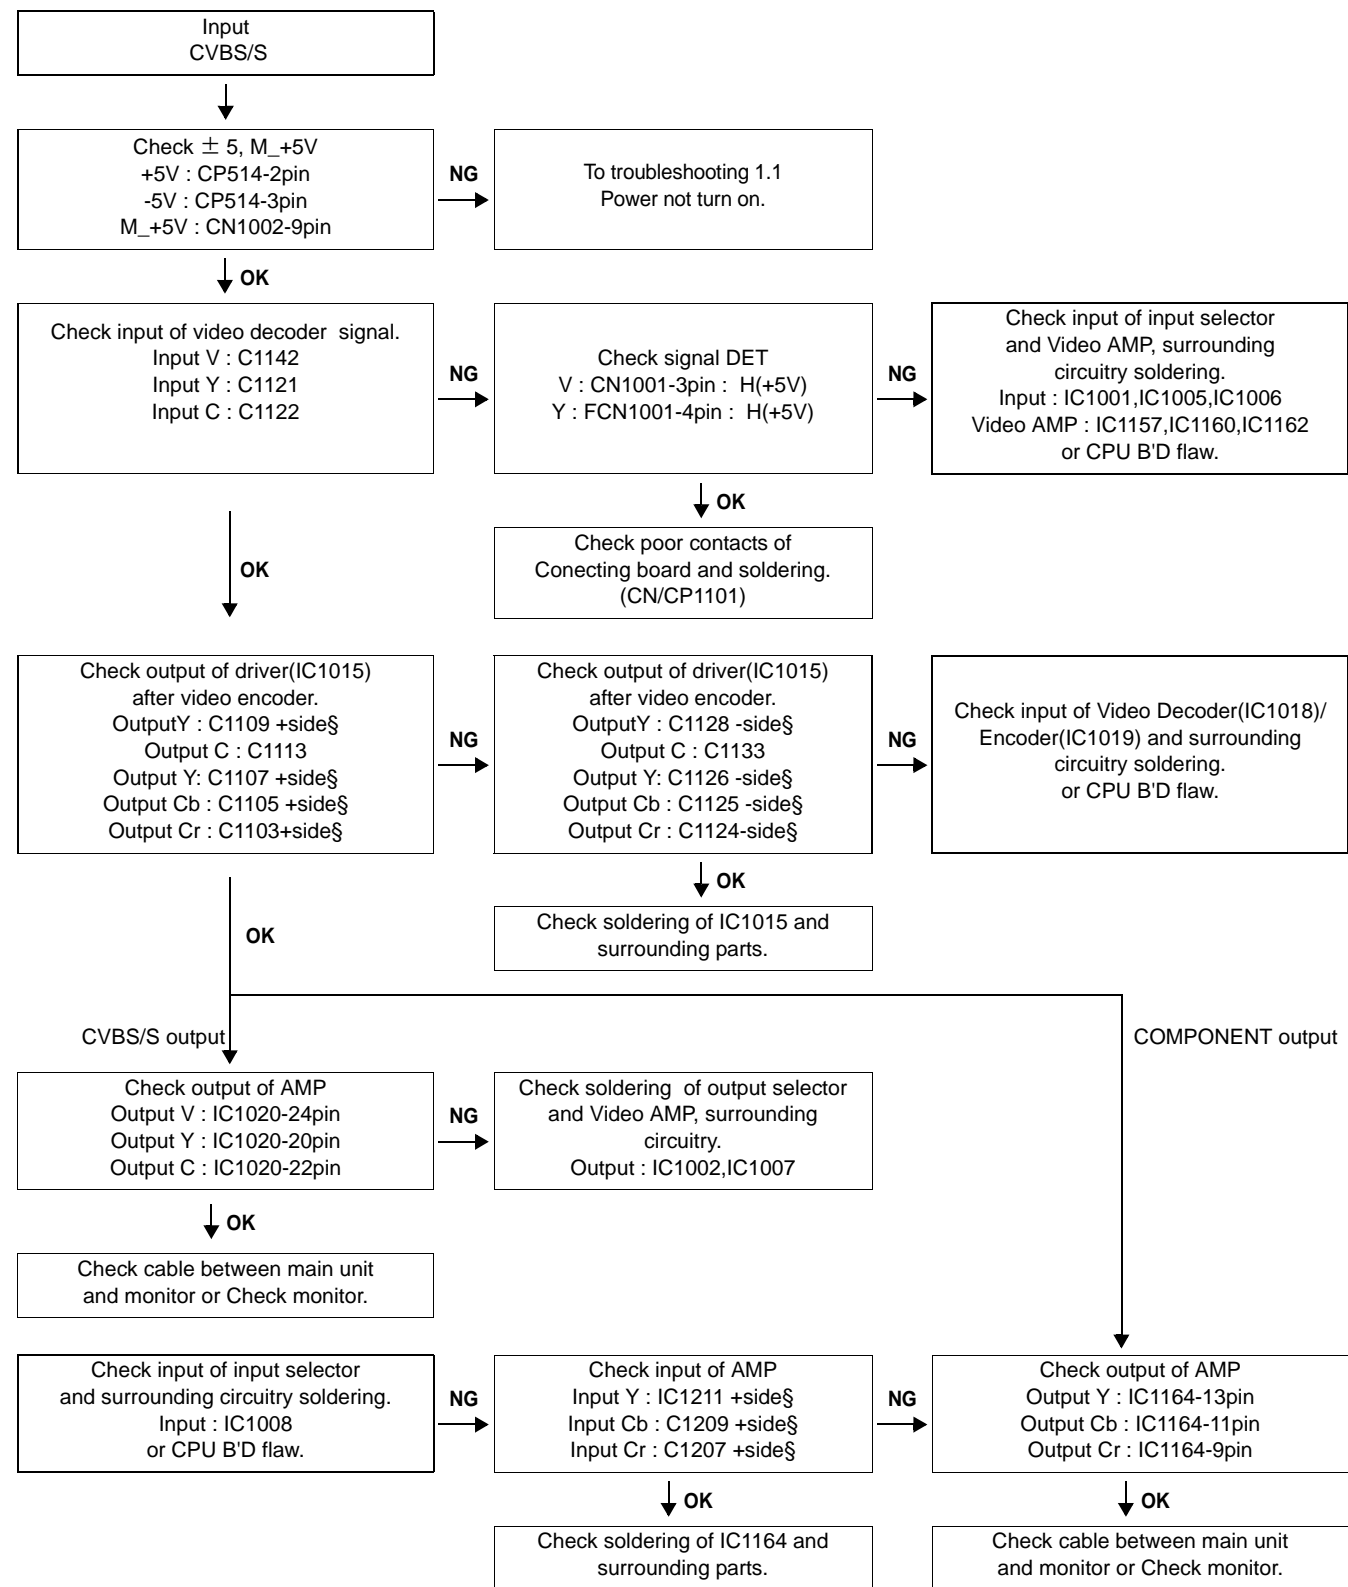 Input
CVBS/S
Check ± 5, M_+5V
+5V : CP514-2pin
-5V : CP514-3pin
M_+5V : CN1002-9pin
NG
To troubleshooting 1.1
Power not turn on.
OK
Check input of video decoder  signal.
Input V : C1142
Input Y : C1121
Input C : C1122
NG
Check signal DET
V : CN1001-3pin :  H(+5V)
Y : FCN1001-4pin :  H(+5V)
NG
Check input of input selector
and Video AMP, surrounding
circuitry soldering.
Input : IC1001,IC1005,IC1006
Video AMP : IC1157,IC1160,IC1162
or CPU B'D flaw.
OK
Check poor contacts of
Conecting board and soldering.
(CN/CP1101)
OK
Check output of driver(IC1015)
after video encoder.
OutputY : C1109 +side§
Output C : C1113
Output Y: C1107 +side§
Output Cb : C1105 +side§
Output Cr : C1103+side§
NG
Check output of driver(IC1015)
after video encoder.
OutputY : C1128 -side§
Output C : C1133
Output Y: C1126 -side§
Output Cb : C1125 -side§
Output Cr : C1124-side§
NG
Check input of Video Decoder(IC1018)/
Encoder(IC1019) and surrounding
circuitry soldering.
or CPU B'D flaw.
OK
Check soldering of IC1015 and
surrounding parts.
OK
CVBS/S output
COMPONENT output
Check output of AMP
Output V : IC1020-24pin
Output Y : IC1020-20pin
Output C : IC1020-22pin
NG
Check soldering  of output selector
and Video AMP, surrounding
circuitry.
Output : IC1002,IC1007
OK
Check cable between main unit
and monitor or Check monitor.
Check input of input selector
and surrounding circuitry soldering.
Input : IC1008
or CPU B'D flaw.
NG
Check input of AMP
Input Y : IC1211 +side§
Input Cb : C1209 +side§
Input Cr : C1207 +side§
NG
Check output of AMP
Output Y : IC1164-13pin
Output Cb : IC1164-11pin
Output Cr : IC1164-9pin
OK
Check soldering of IC1164 and
surrounding parts.
OK
Check cable between main unit
and monitor or Check monitor.